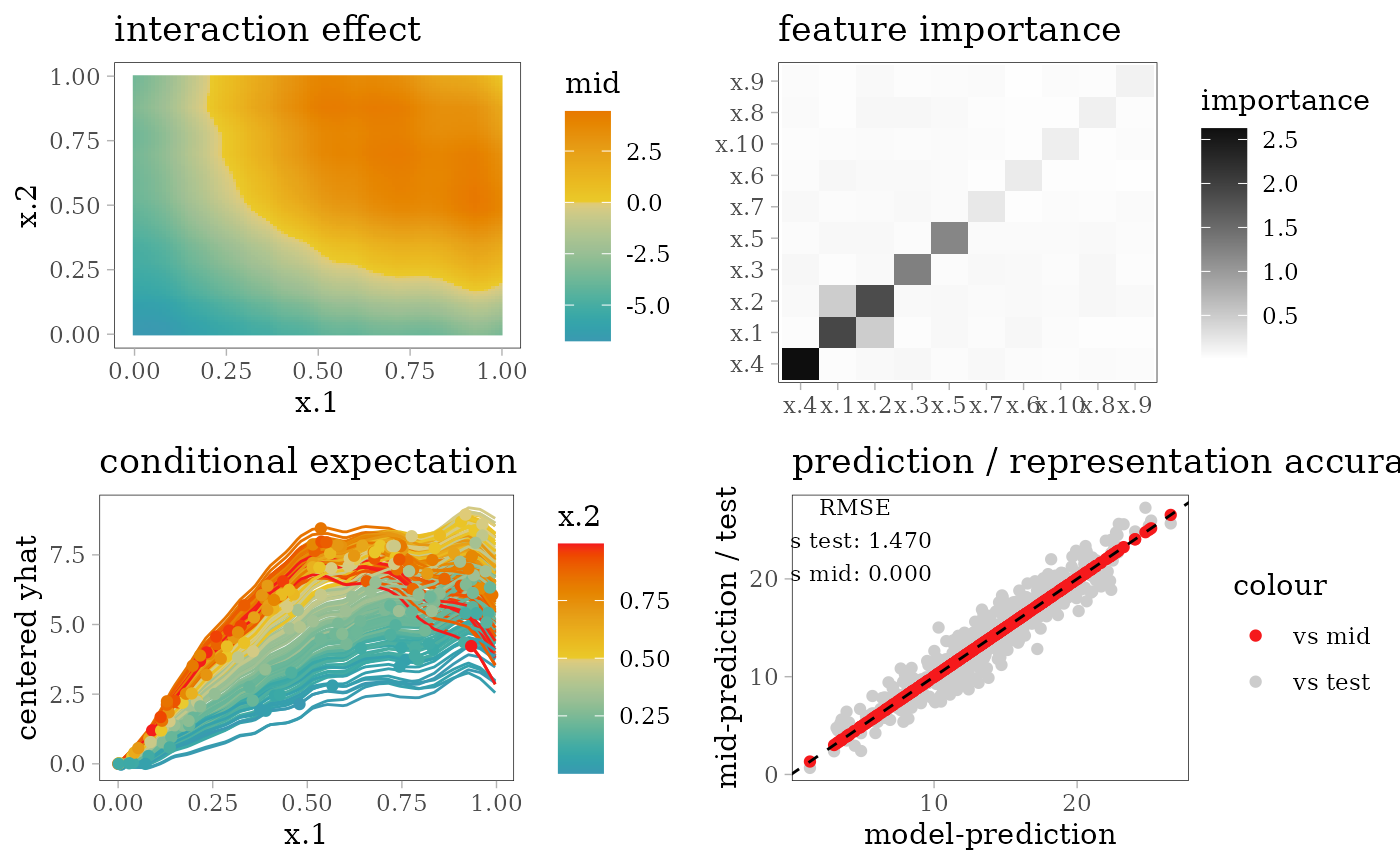 interaction effect
mid
1.00
0.75
0.50
0.25
0.00
x.2
0.00 0.25 0.50 0.75 1.00
x.1
2.5
0.0
-2.5
-5.0
feature importance
importance
x.9
x.8
x.10
x.6
x.7
x.5
x.3
x.2
x.1
x.4
x.4 x.1 x.2 x.3 x.5 x.7 x.6 x.10 x.8 x.9
2.5
2.0
1.5
1.0
0.5
conditional expectation
x.2
7.5
5.0
2.5
0.0
centered yhat
0.00 0.25 0.50 0.75 1.00
x.1
0.75
0.50
0.25
prediction / representation accura
RMSE
s test: 1.470
s mid: 0.000
20
10
0
mid-prediction / test
10 20
model-prediction
colour
vs mid
vs test